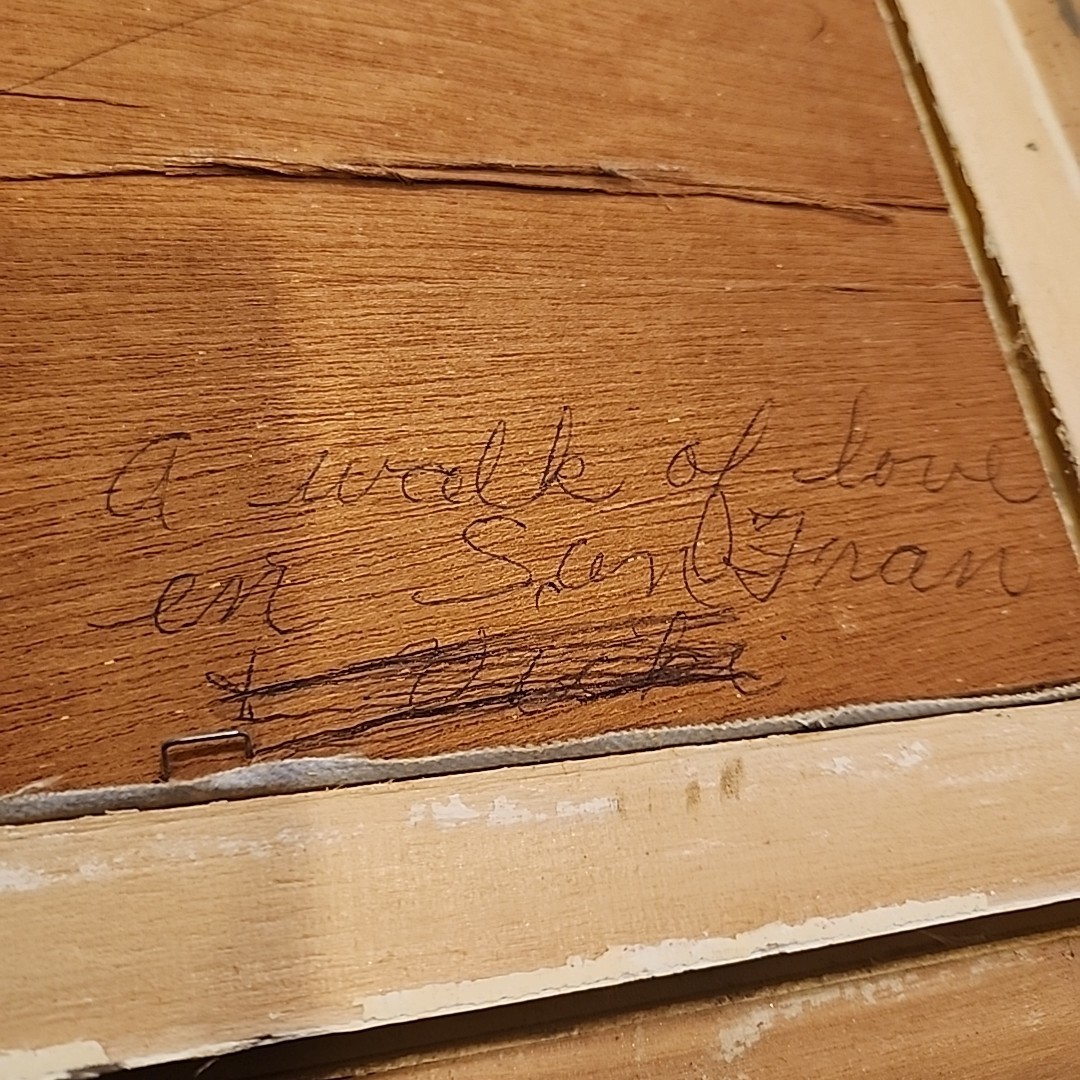 A walk of love
en San Fran